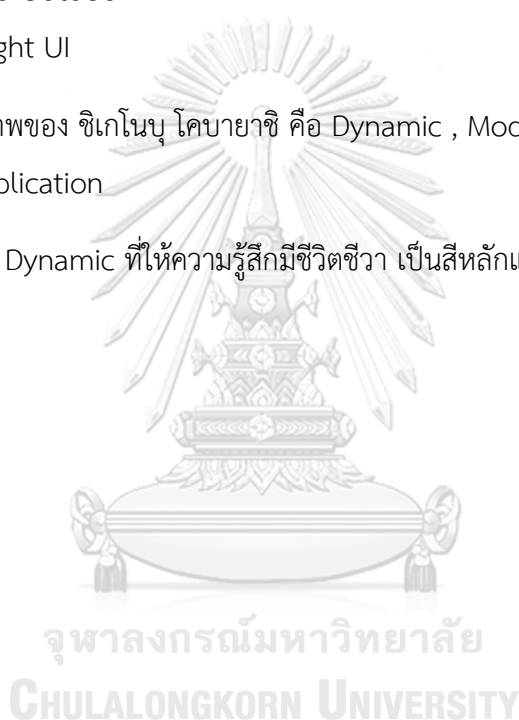 ght UI
าพของ ชิเกโนบุ โคบายาชิ คือ Dynamic , Mod
plication
Dynamic ที่ให้ความรู้สึกมีชีวิตชีวา เป็นสีหลักแ
จุฬาลงกรณ์มหาวิทยาลัย
CHULALONGKORN UNIVERSITY